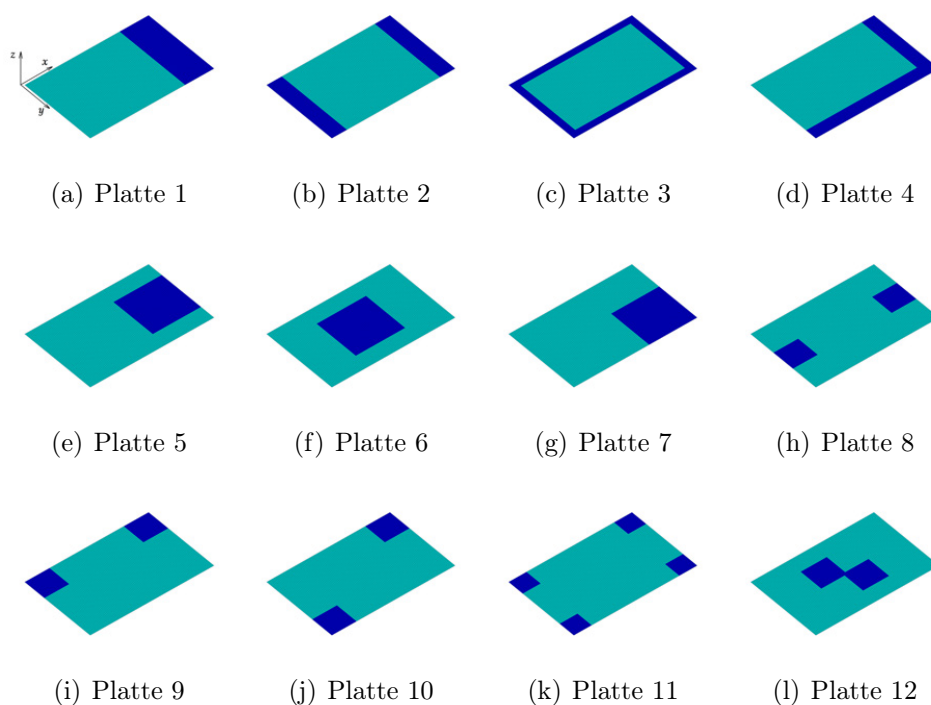 z
x
y
(a) Platte 1 (b) Platte 2 (c) Platte 3 (d) Platte 4
(e) Platte 5 (f) Platte 6 (g) Platte 7 (h) Platte 8
(i) Platte 9 (j) Platte 10 (k) Platte 11 (l) Platte 12